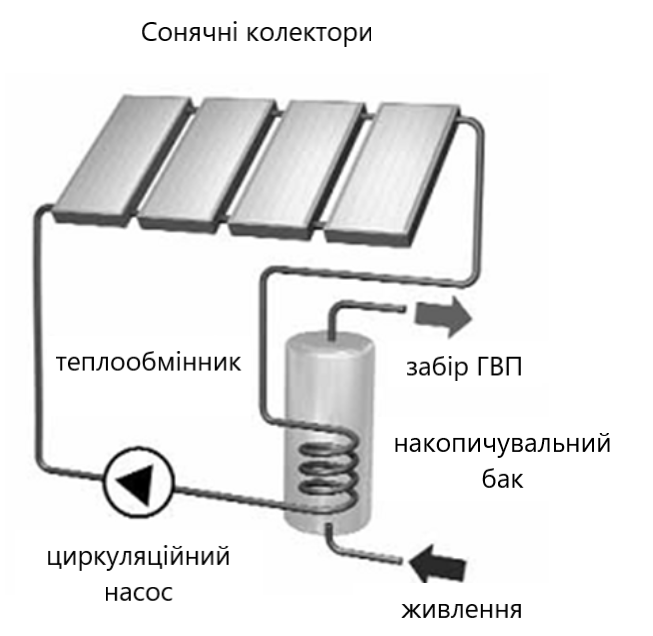 Сонячні колектори
теплообмінник
забір ГВП
накопичувальний
бак
циркуляційний
насос
живлення